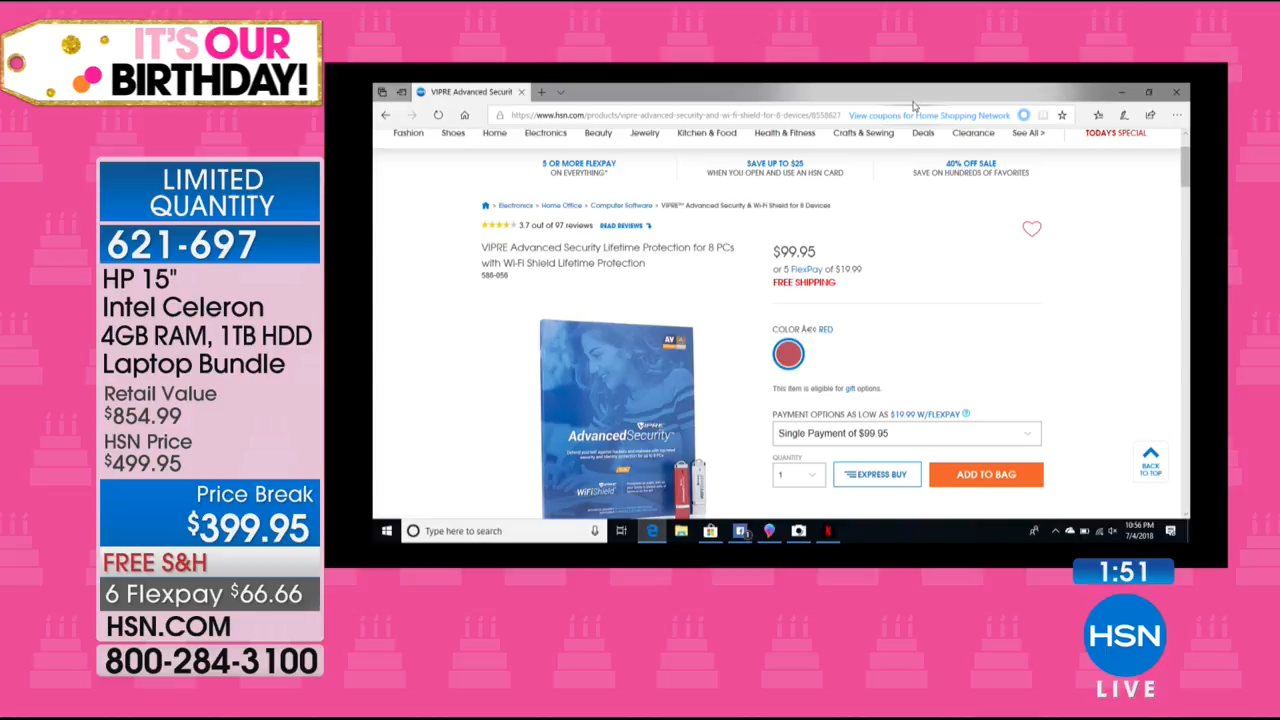 IT'S OUR
BIRTHDAY!
LIMITED
QUANTITY
621-697
HP 15"
Intel Celeron
4GB RAM, 1TB HDD
Laptop Bundle
Retail Value
$854.99
HSN Price
$499.95
Price Break
$399.95
FREE S&H
6 Flexpay $66.66
HSN.COM
800-284-3100
VIPRE Advanced Securit
https://www.hsn.com/products/vipre-advanced-security-and-wi-fi-shield-for-8-devices/8558627
View coupons for Home Shopping Network
Fashion Shoes Home Electronics Beauty Jewelry Kitchen & Food Health & Fitness Crafts & Sewing Deals Clearance See All > TODAY'S SPECIAL
5 OR MORE FLEXPAY SAVE UP TO $25 40% OFF SALE
ON EVERYTHING* WHEN YOU OPEN AND USE AN HSN CARD SAVE ON HUNDREDS OF FAVORITES
» Electronics » Home Office » Computer Software » VIPRE™ Advanced Security & Wi-Fi Shield for 8 Devices
3.7 out of 97 reviews READ REVIEWS
VIPRE Advanced Security Lifetime Protection for 8 PCs
with Wi-Fi Shield Lifetime Protection
586-056
$99.95
or 5 FlexPay of $19.99
FREE SHIPPING
COLOR â€¢ RED
This item is eligible for gift options.
PAYMENT OPTIONS AS LOW AS $19.99 W/FLEXPAY
Single Payment of $99.95
QUANTITY
1 EXPRESS BUY ADD TO BAG
BACK
TO TOP
AV
VIPRE
AdvancedSecurity
VIPRE
WiFiShield
Type here to search
10:56 PM
7/4/2018
1:51
HSN
LIVE